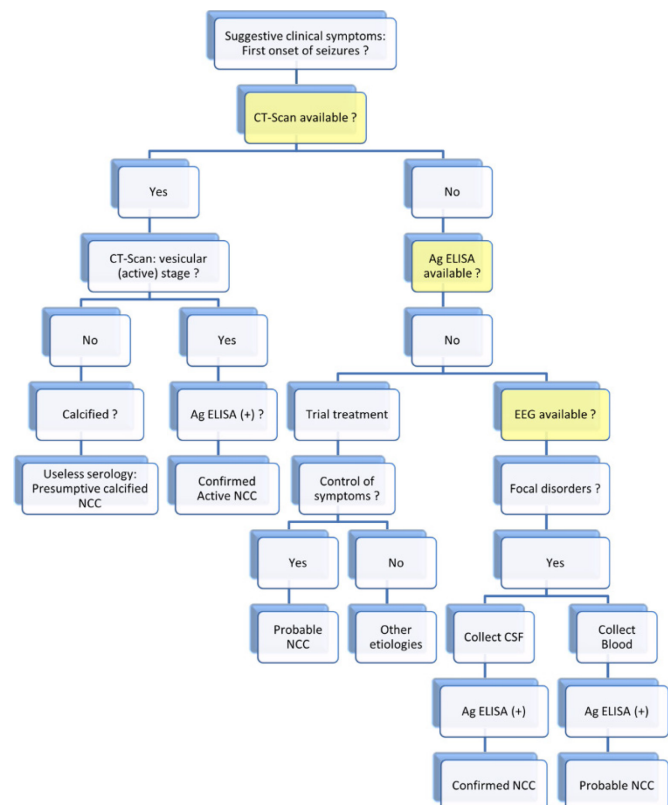 Suggestive clinical symptoms:
First onset of seizures ?
CT-Scan available ?
Yes
No
CT-Scan: vesicular
(active) stage ?
Ag ELISA
available ?
No
Yes
No
Calcified ?
Ag ELISA (+) ?
Trial treatment
EEG available ?
Useless serology:
Presumptive calcified
NCC
Confirmed
Active NCC
Control of
symptoms ?
Focal disorders ?
Yes
No
Yes
Probable
NCC
Other
etiologies
Collect CSF
Collect
Blood
Ag ELISA (+)
Ag ELISA (+)
Confirmed NCC
Probable NCC